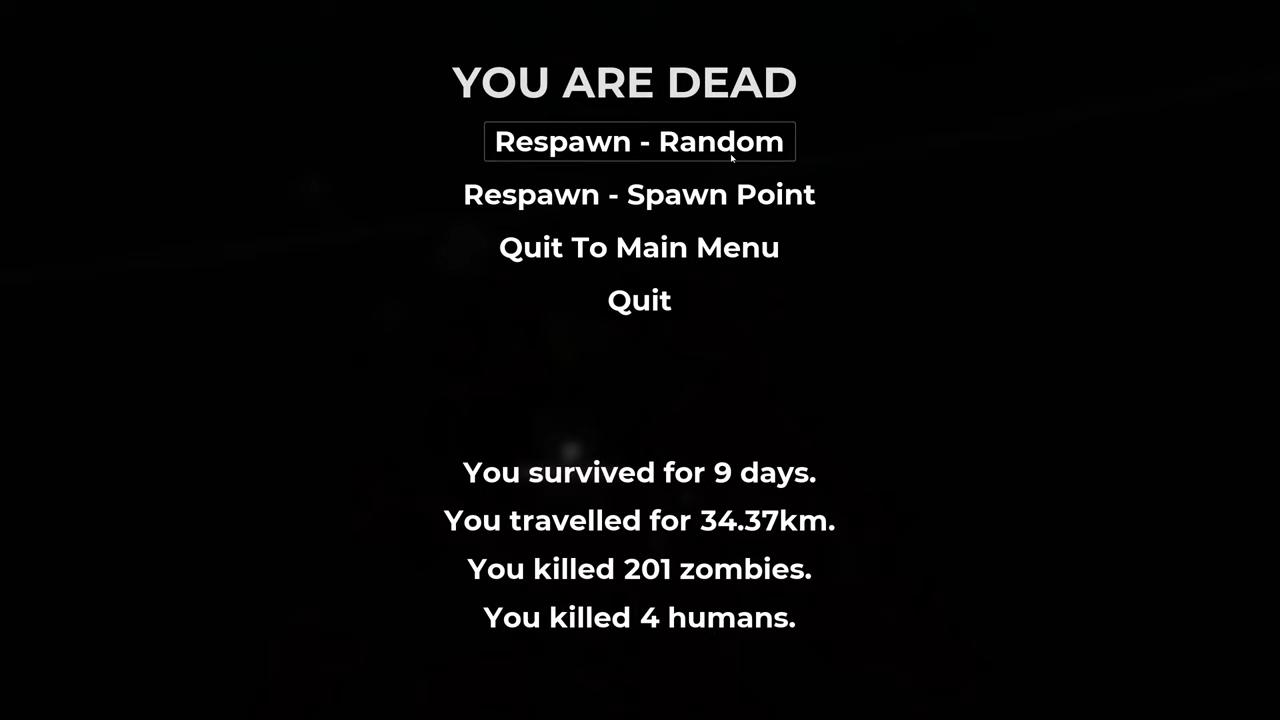 YOU ARE DEAD
Respawn - Random
Respawn - Spawn Point
Quit To Main Menu
Quit
You survived for 9 days.
You travelled for 34.37km.
You killed 201 zombies.
You killed 4 humans.